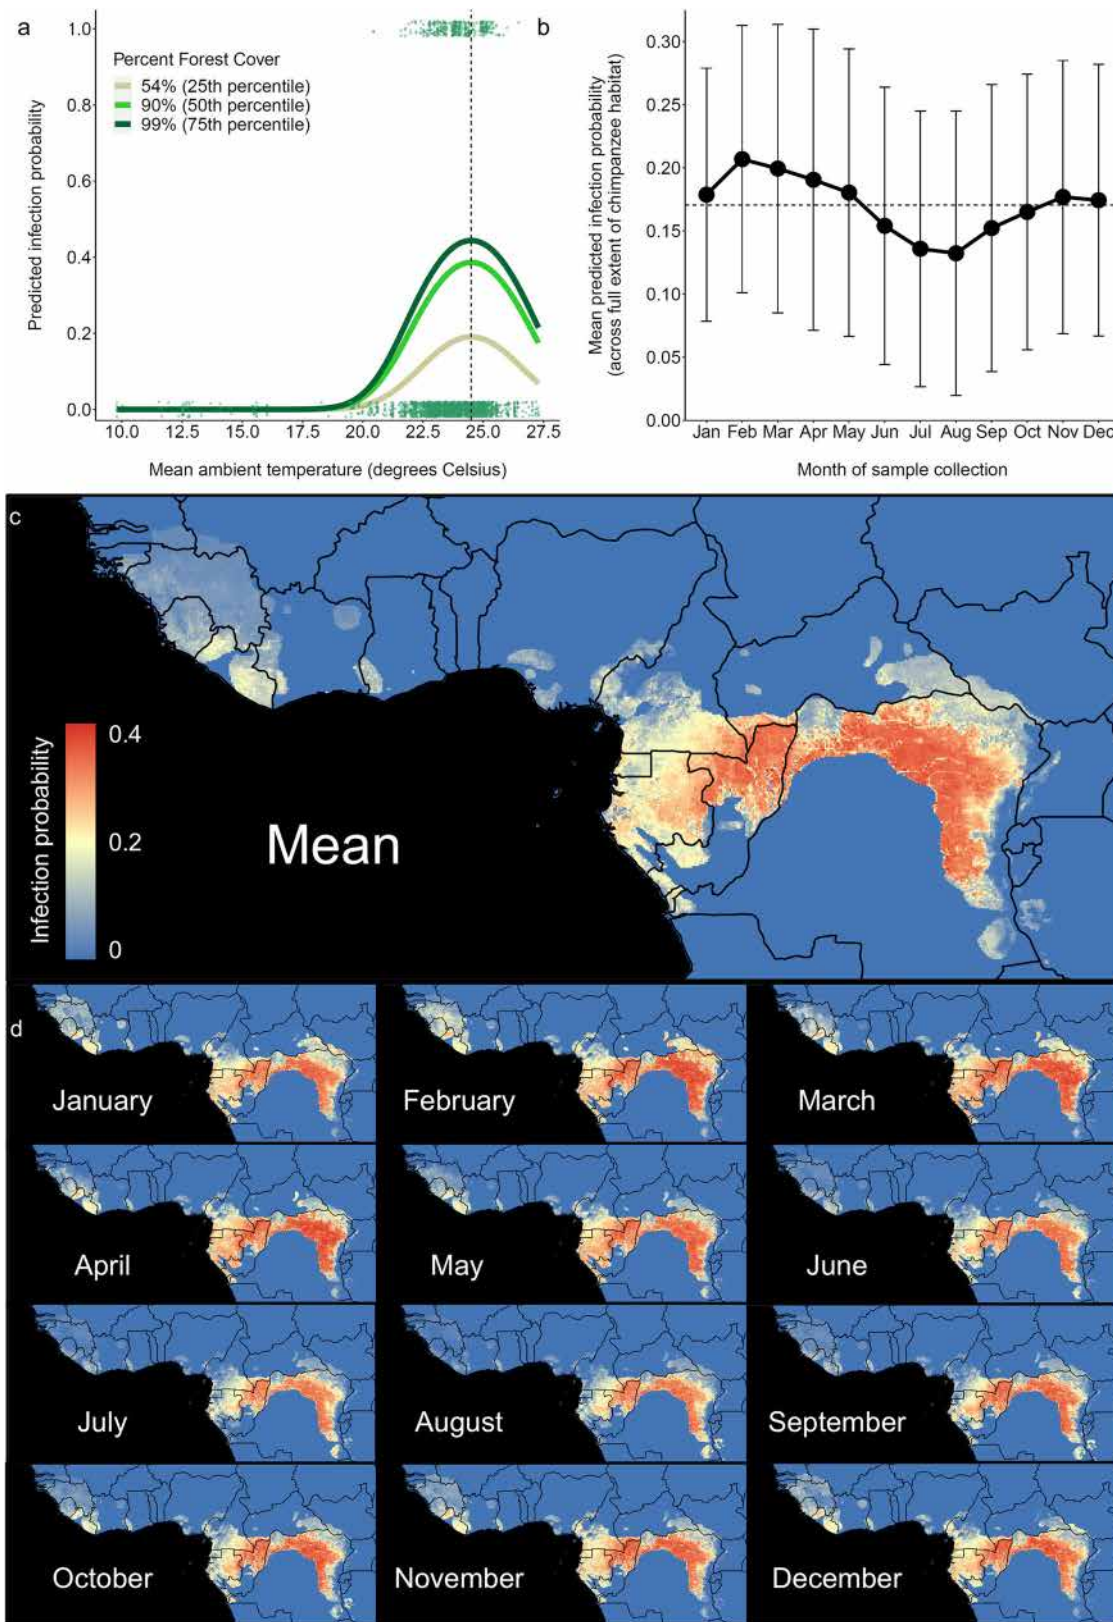 a
Predicted infection probability
1.0
0.8
0.6
0.4
0.2
0.0
Percent Forest Cover
54% (25th percentile)
90% (50th percentile)
99% (75th percentile)
10.0 12.5 15.0 17.5 20.0 22.5 25.0 27.5
Mean ambient temperature (degrees Celsius)
b
Mean predicted infection probability
(across full extent of chimpanzee habitat)
0.30
0.25
0.20
0.15
0.10
0.05
0.00
Jan Feb Mar Apr May Jun Jul Aug Sep Oct Nov Dec
Month of sample collection
c
Infection probability
0.4
0.2
0
Mean
d
January
February
March
April
May
June
July
August
September
October
November
December